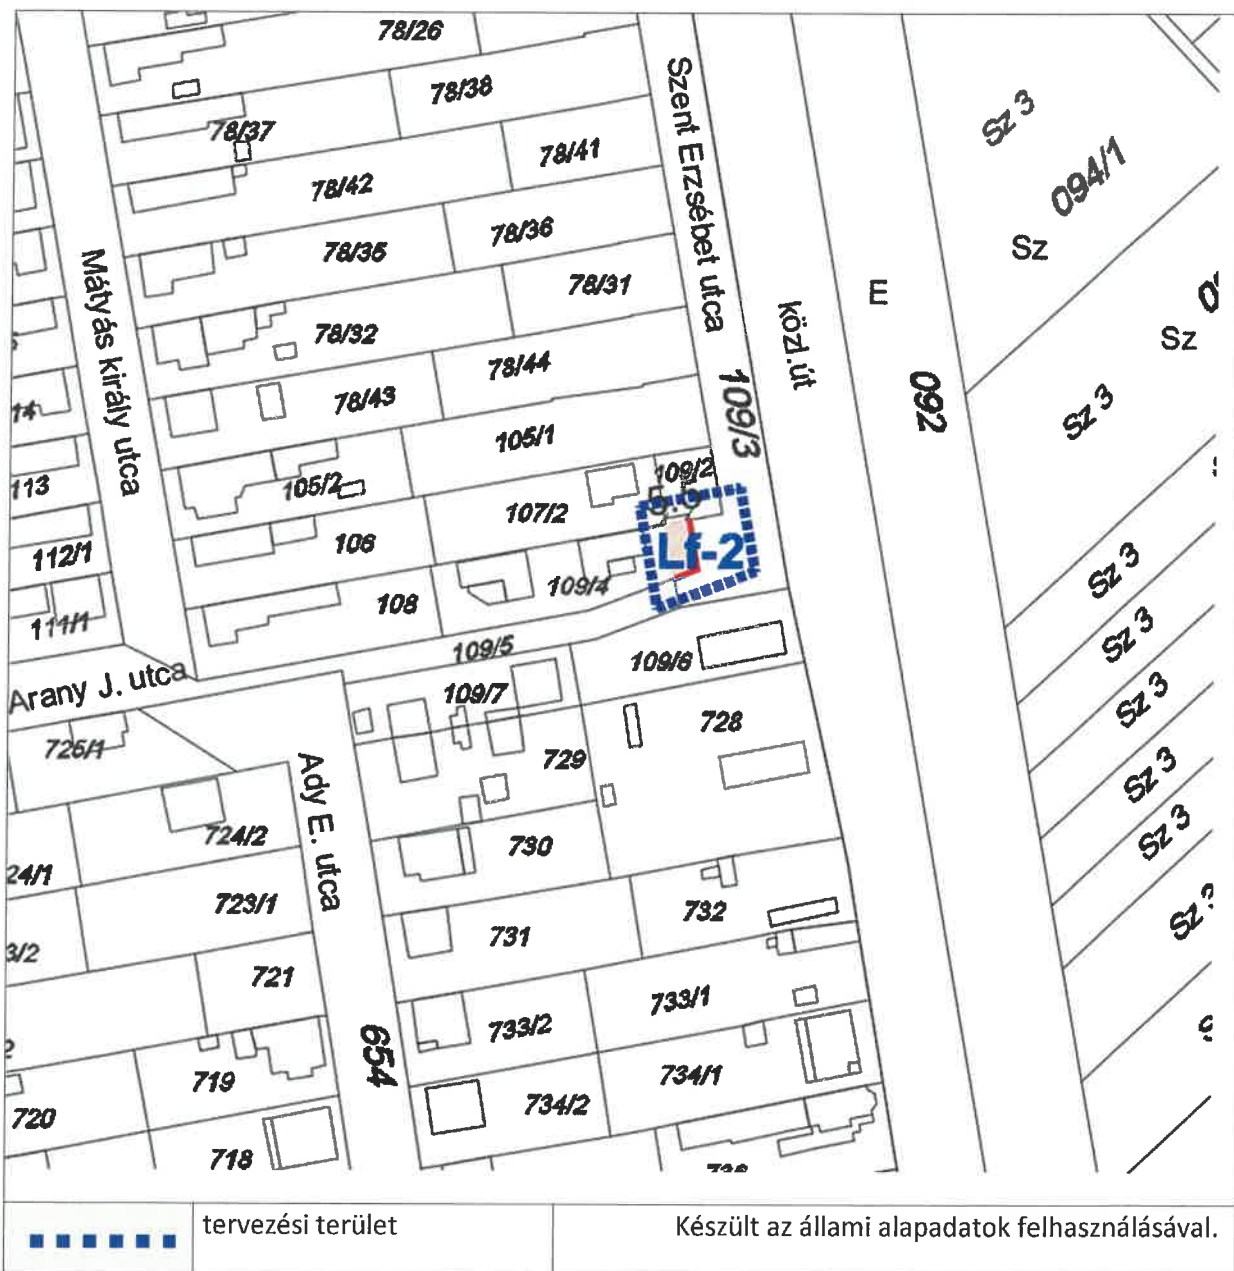 78/26
78/38
78/37
78/41
78/42
78/36
78/35
78/31
78/32
78/44
78/43
105/1
105/2
107/2
106
109/2
109/4
108
109/5
109/6
109/7
113
112/1
111/1
Mátyás király utca
Szent Erzsébet utca
109/3
közl.út
E
092
Sz 3
094/1
Sz
Sz
Sz 3
Sz 3
Sz 3
Sz 3
Sz 3
Sz 3
Lf-2
Arany J. utca
725/1
Ady E. utca
654
724/2
24/1
723/1
3/2
721
719
720
718
728
729
730
731
732
733/1
733/2
734/1
734/2
tervezési terület
Készült az állami alapadatok felhasználásával.